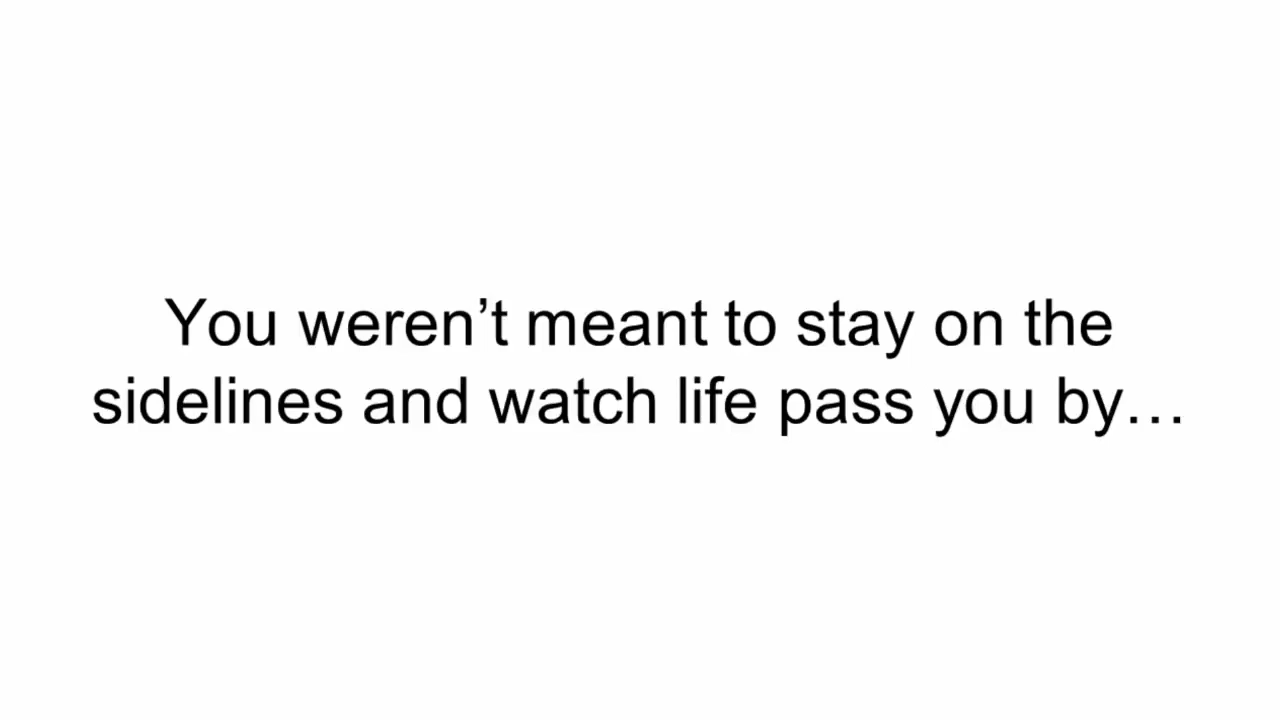 You weren’t meant to stay on the
sidelines and watch life pass you by…